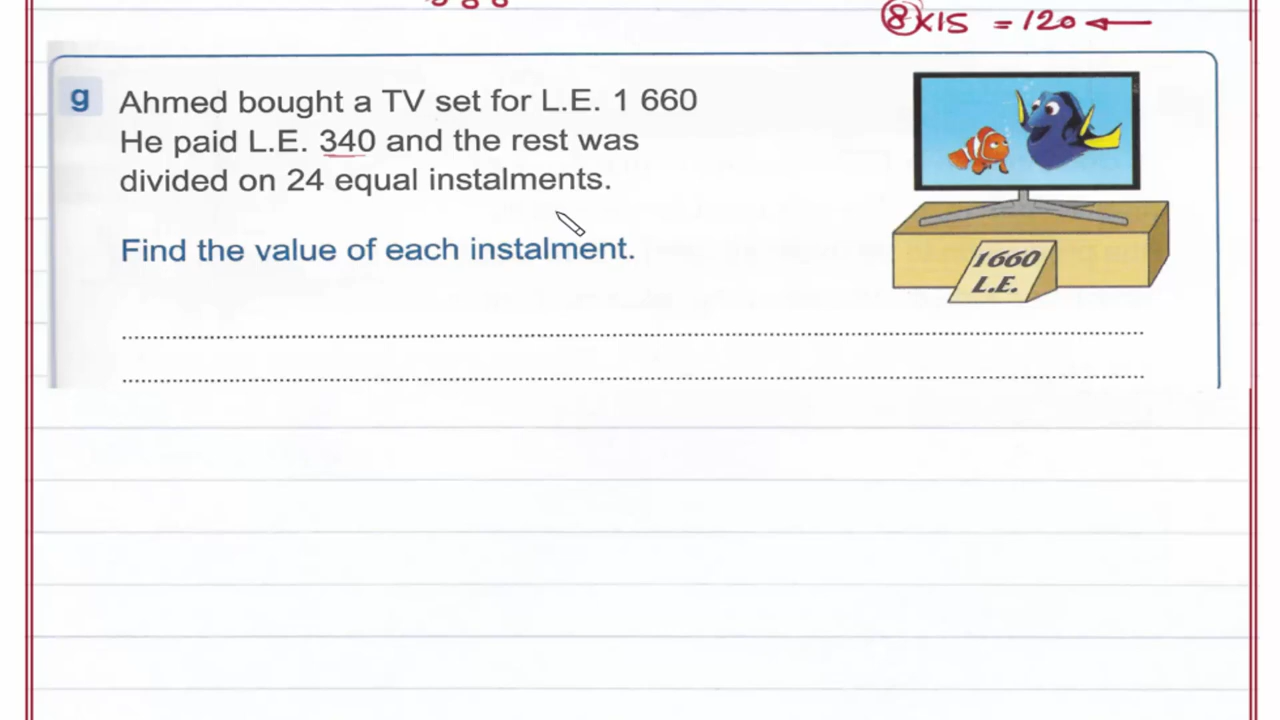 8×15 = 120
g
Ahmed bought a TV set for L.E. 1 660
He paid L.E. 340 and the rest was
divided on 24 equal instalments.
Find the value of each instalment.
1660
L.E.